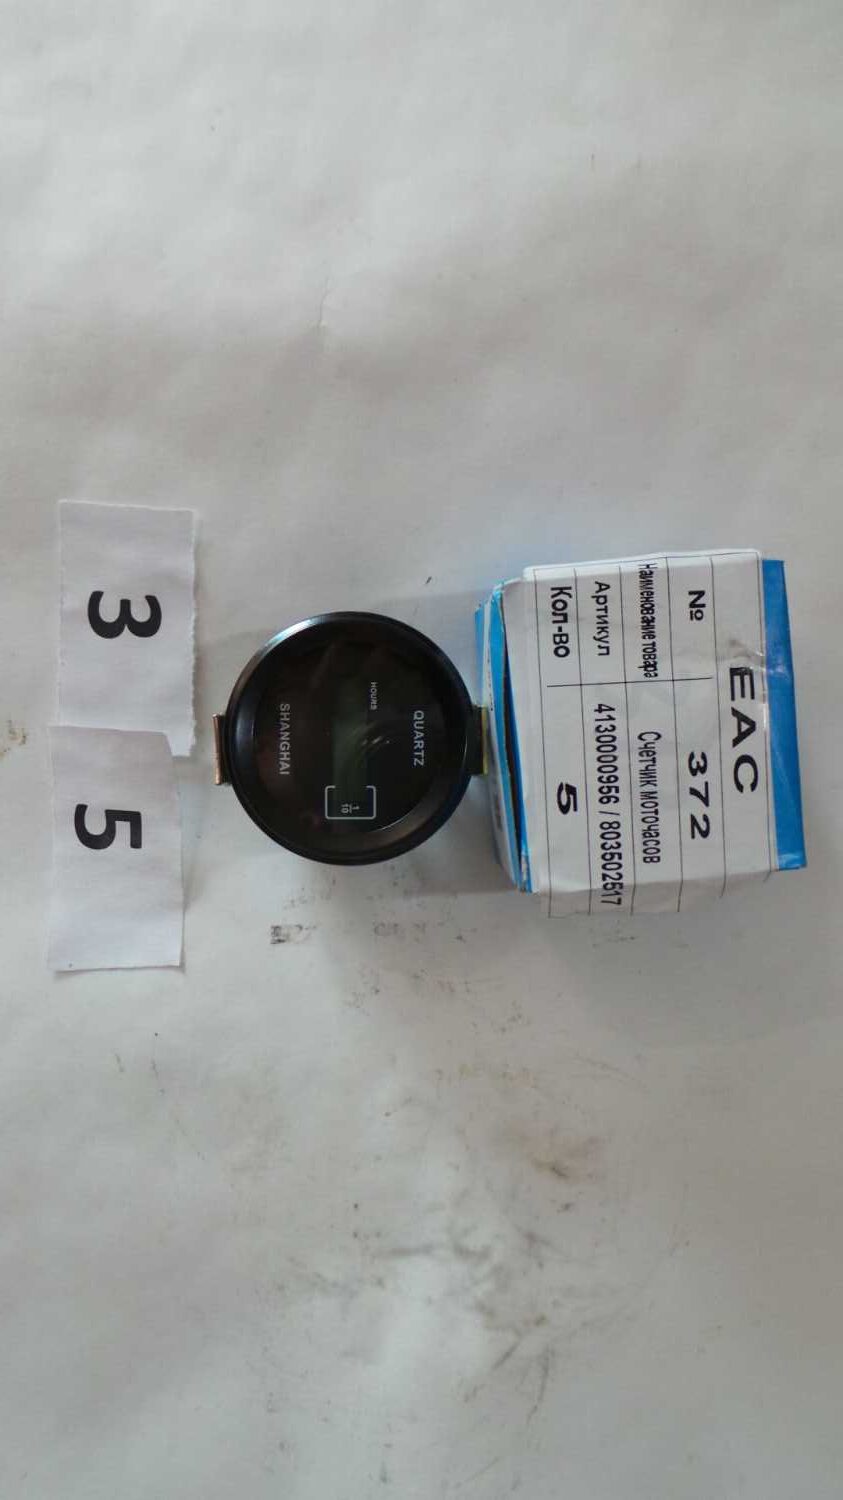 EAC
№ 372
Наименование товара Счетчик моточасов
Артикул 4130000956 / 803502517
Кол-во 5
QUARTZ
HOURS
1/10
SHANGHAI
3 5